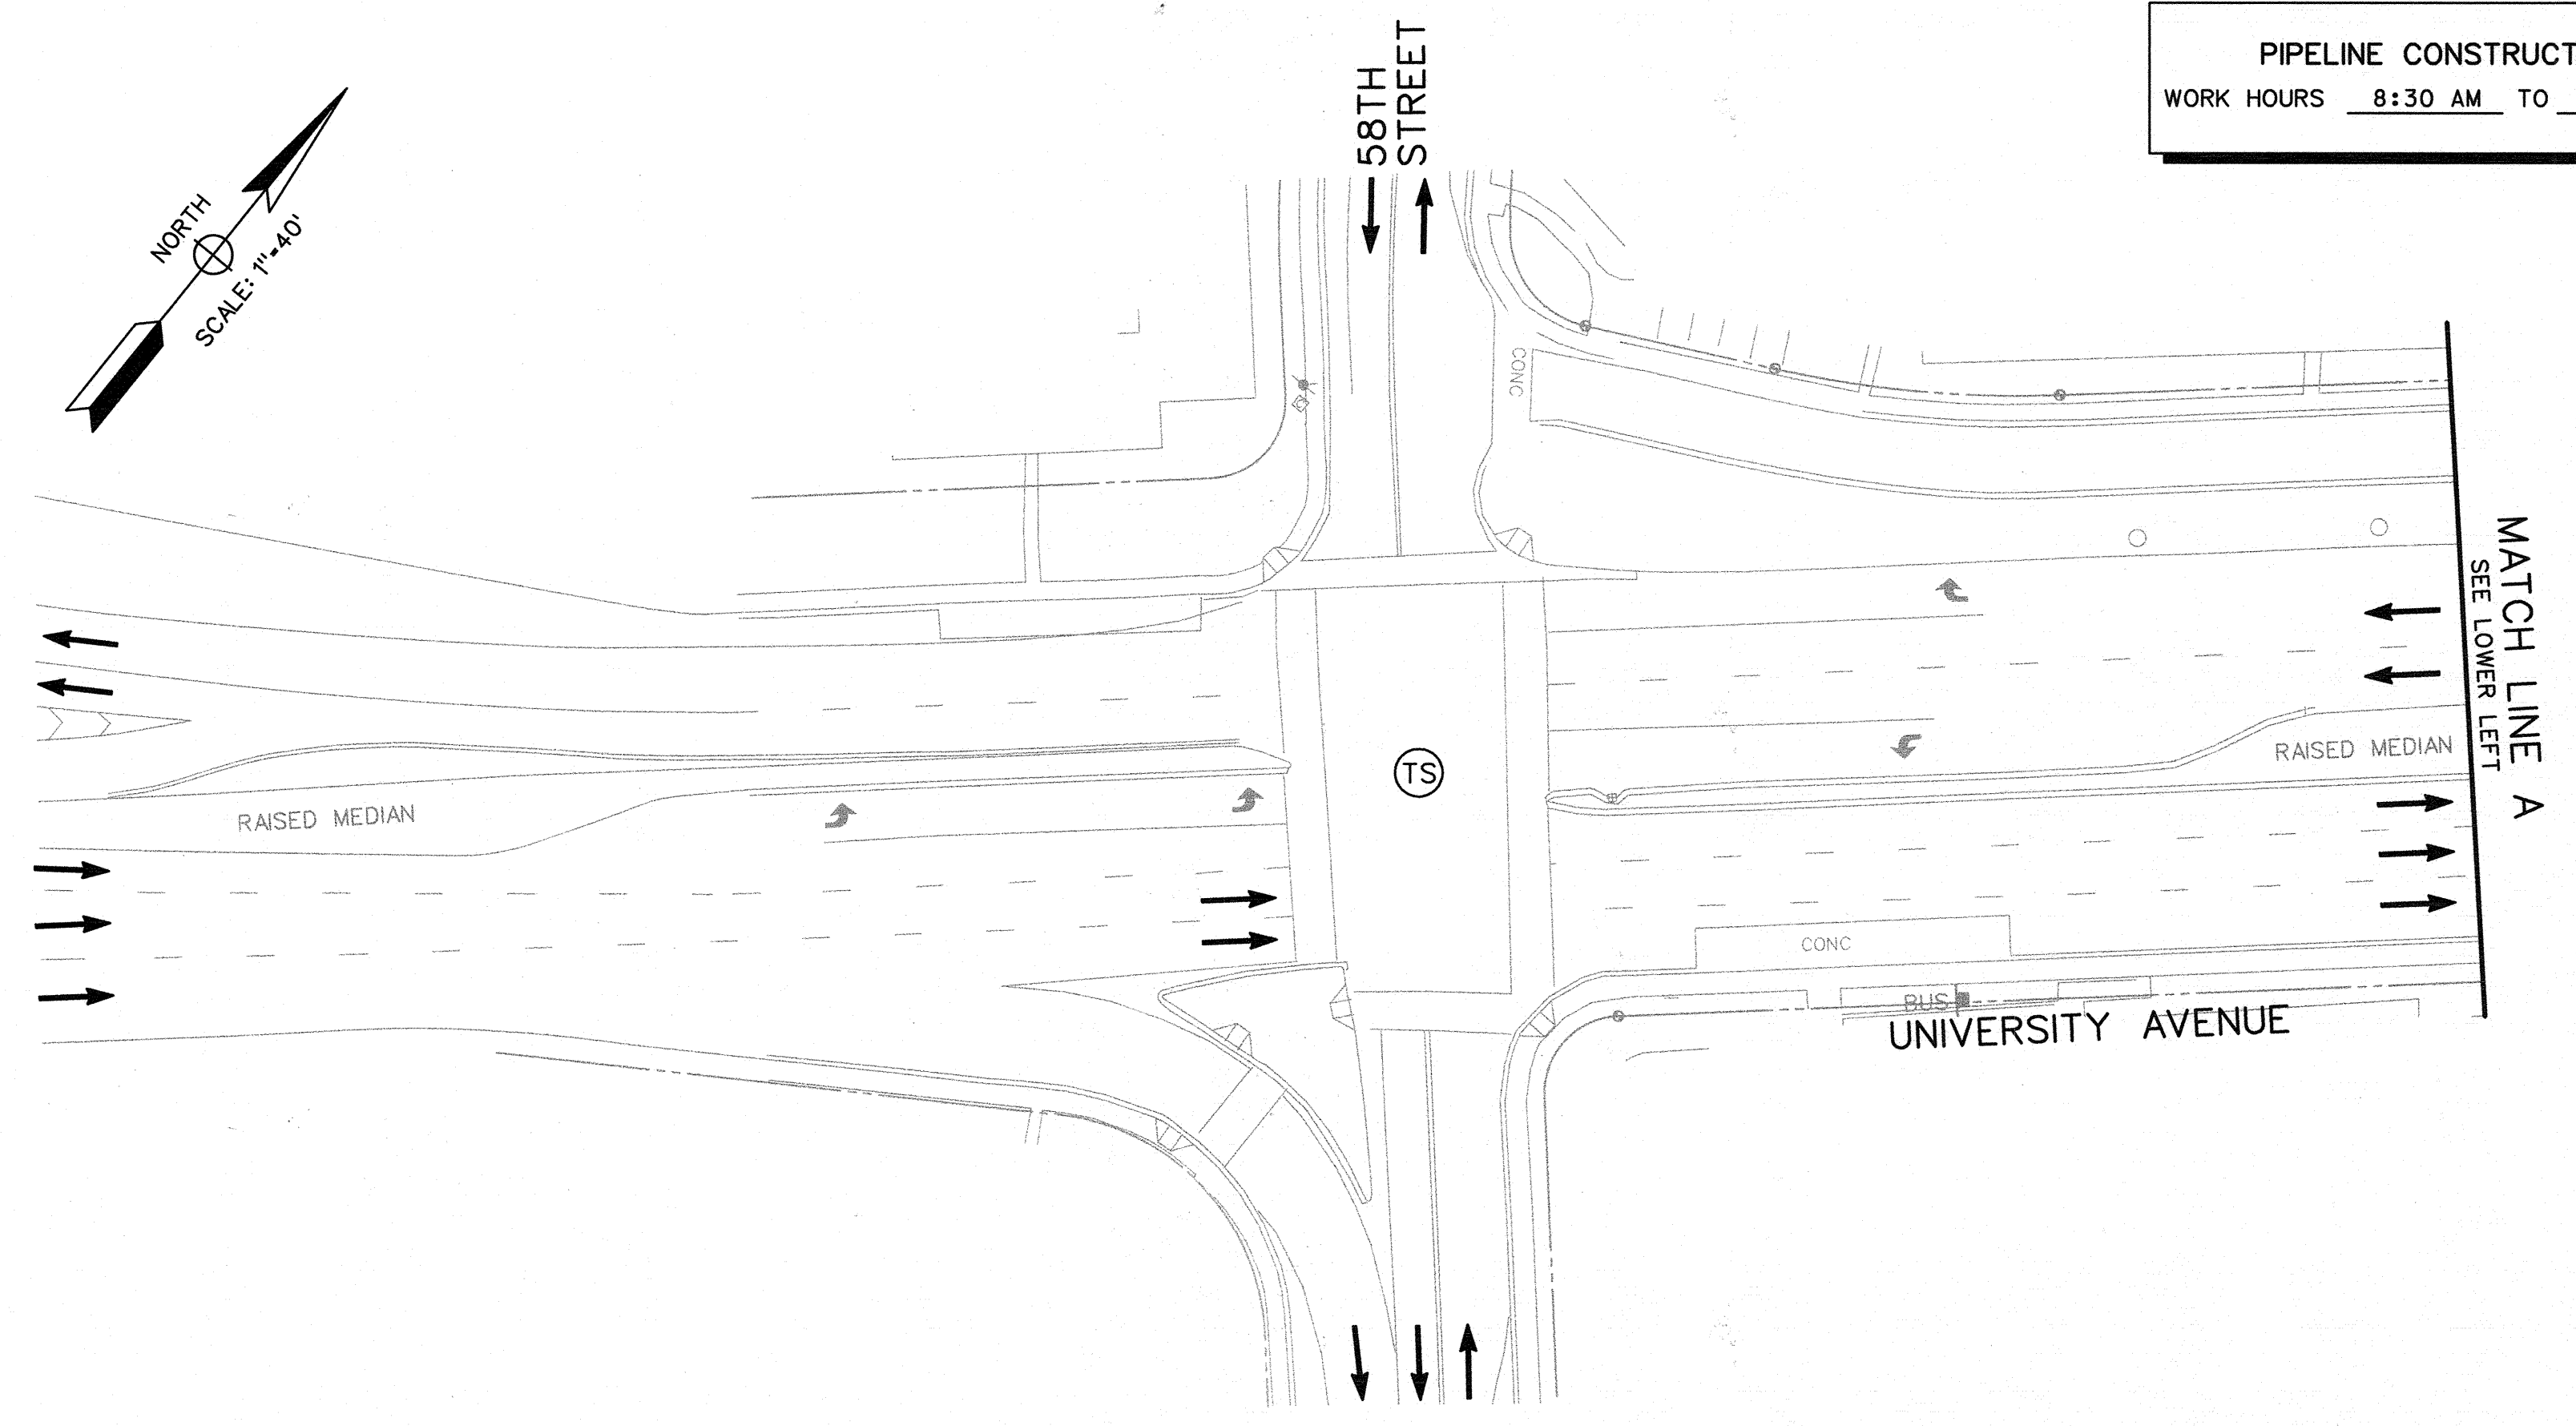 PIPELINE CONSTRUCT
WORK HOURS 8:30 AM TO
58TH
STREET
NORTH
SCALE: 1"=40'
CONC
MATCH LINE A
SEE LOWER LEFT
RAISED MEDIAN
TS
RAISED MEDIAN
CONC
BUS
UNIVERSITY AVENUE